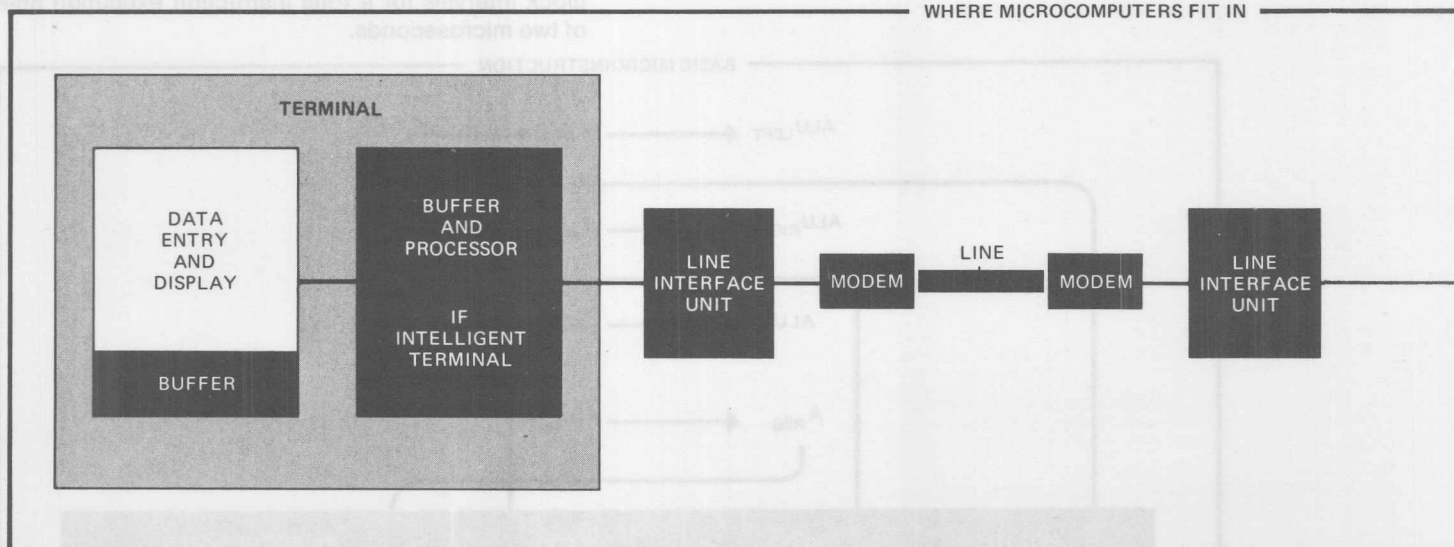 WHERE MICROCOMPUTERS FIT IN
TERMINAL
DATA
ENTRY
AND
DISPLAY
BUFFER
BUFFER
AND
PROCESSOR
IF
INTELLIGENT
TERMINAL
LINE
INTERFACE
UNIT
MODEM
LINE
MODEM
LINE
INTERFACE
UNIT